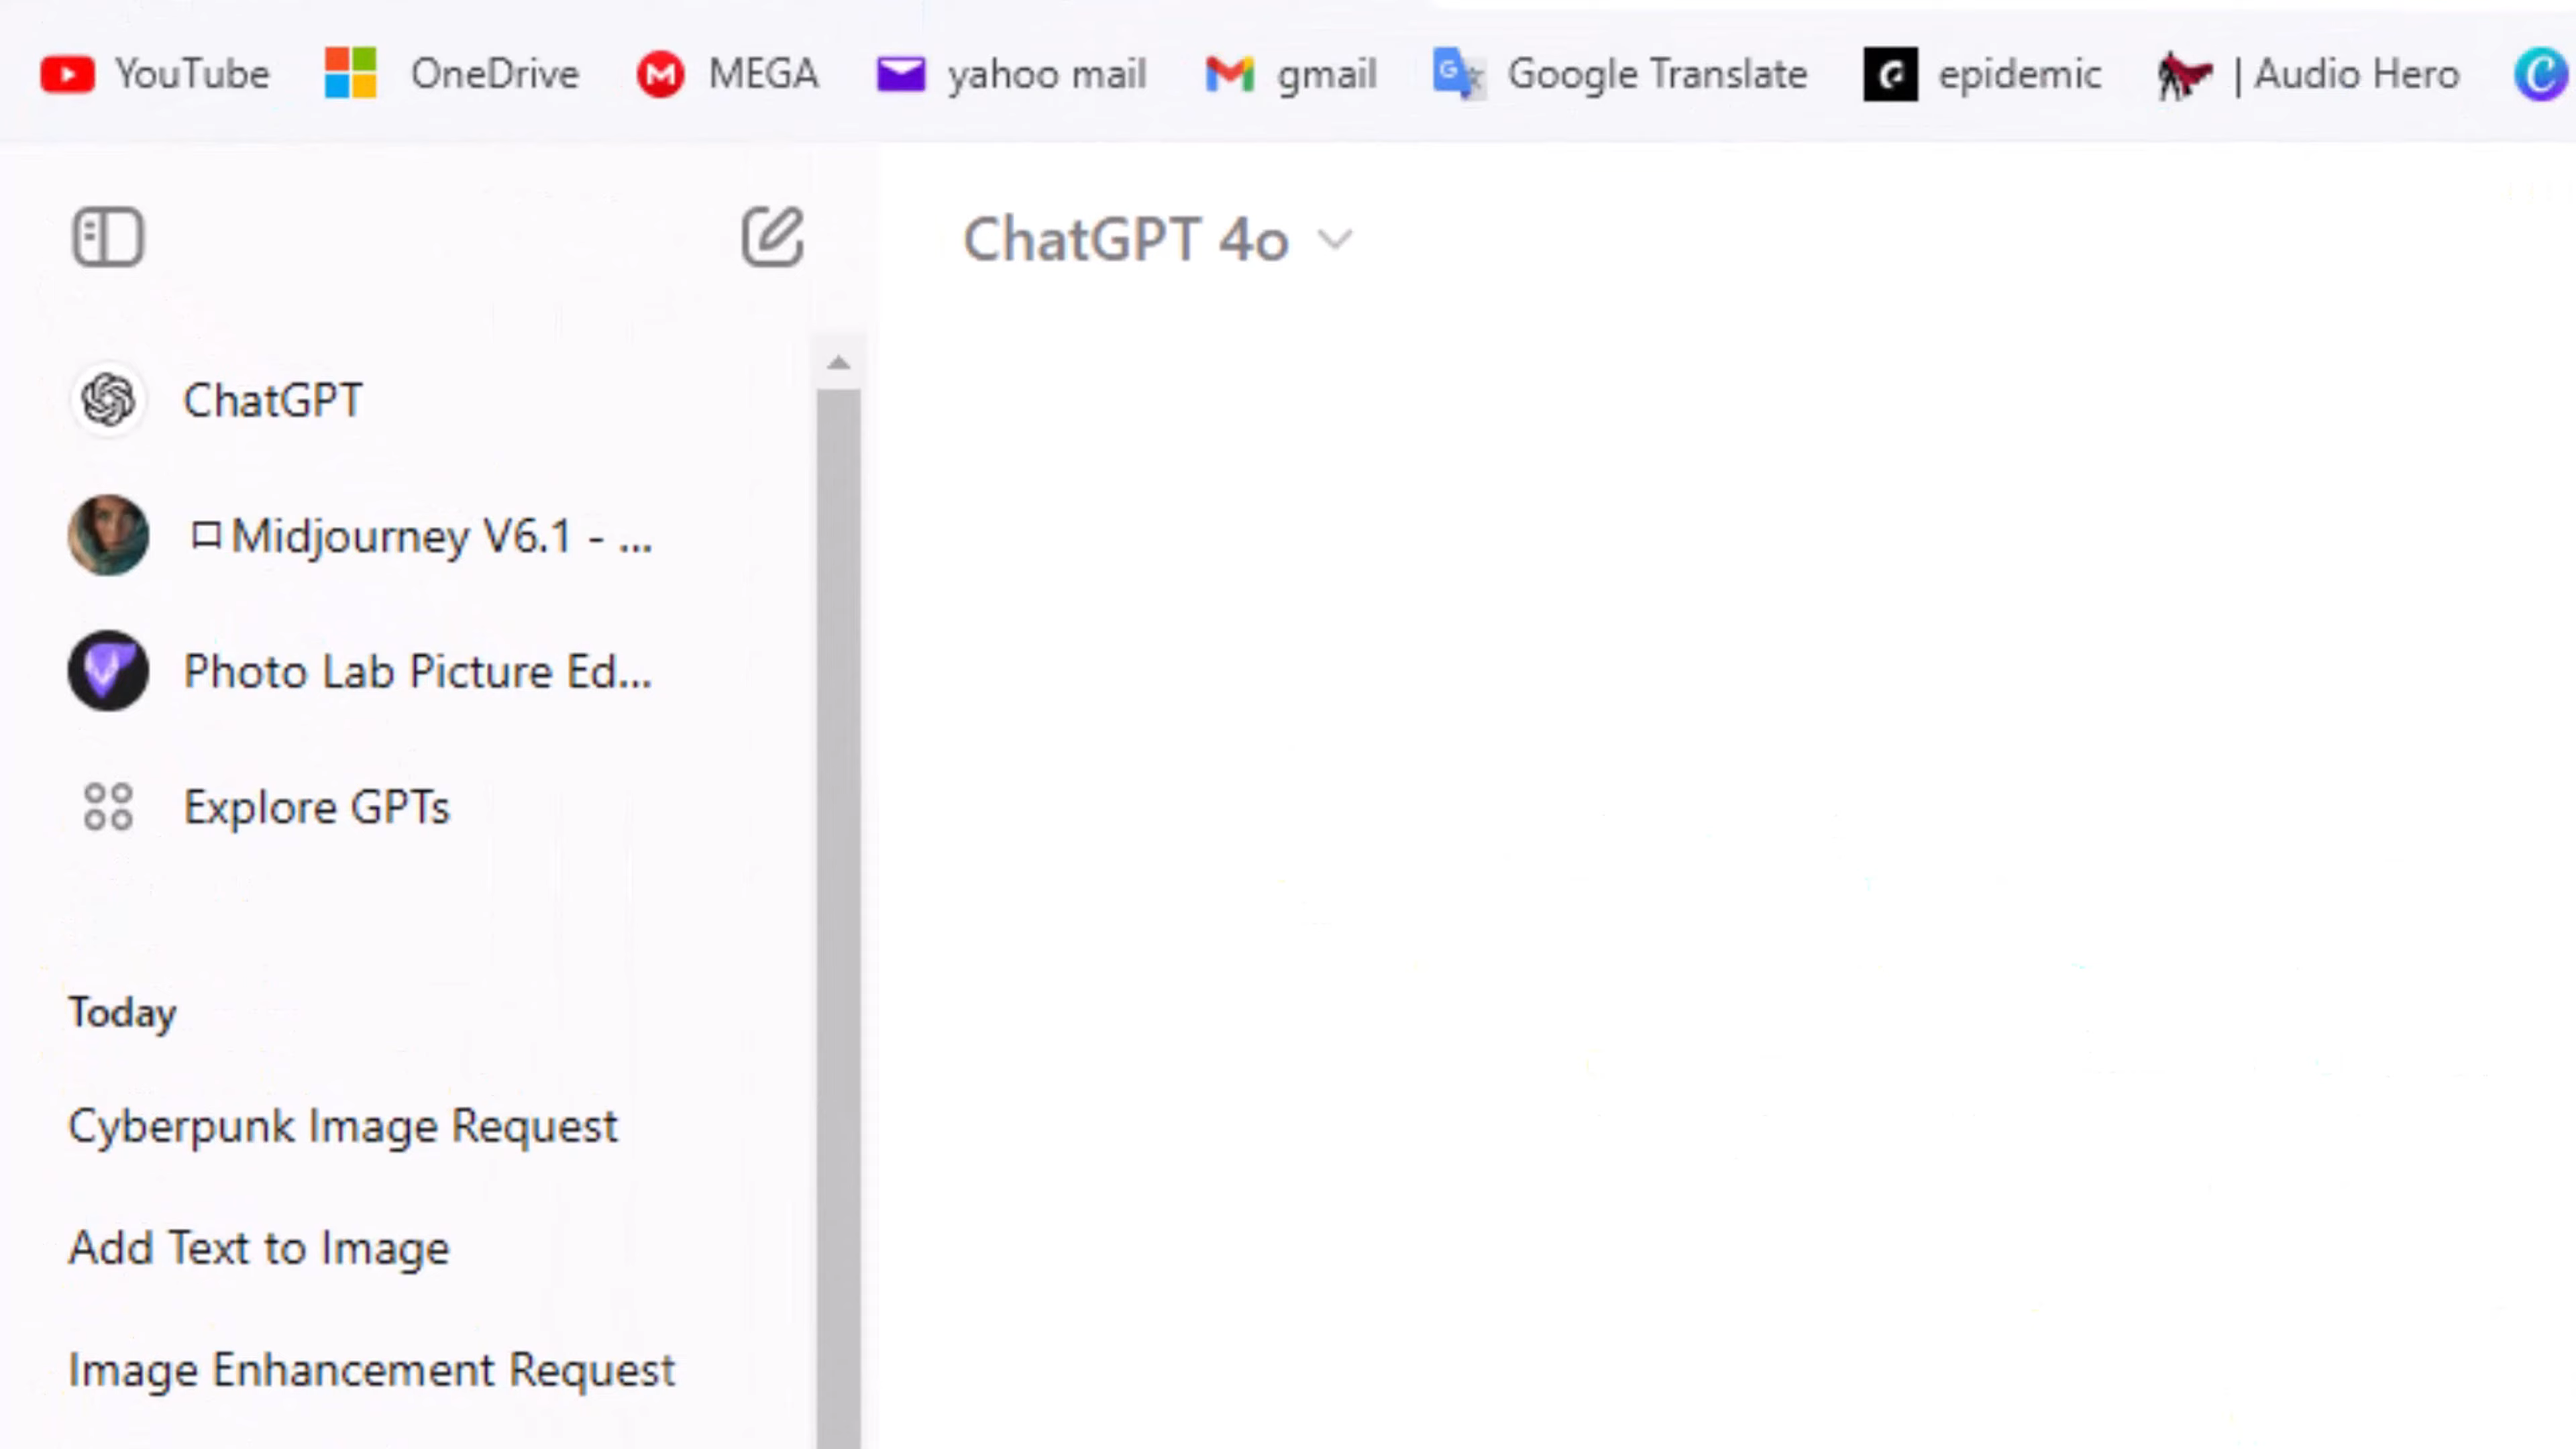 YouTube OneDrive MEGA yahoo mail gmail Google Translate epidemic | Audio Hero
ChatGPT 4o
ChatGPT
Midjourney V6.1 - ...
Photo Lab Picture Ed...
Explore GPTs
Today
Cyberpunk Image Request
Add Text to Image
Image Enhancement Request